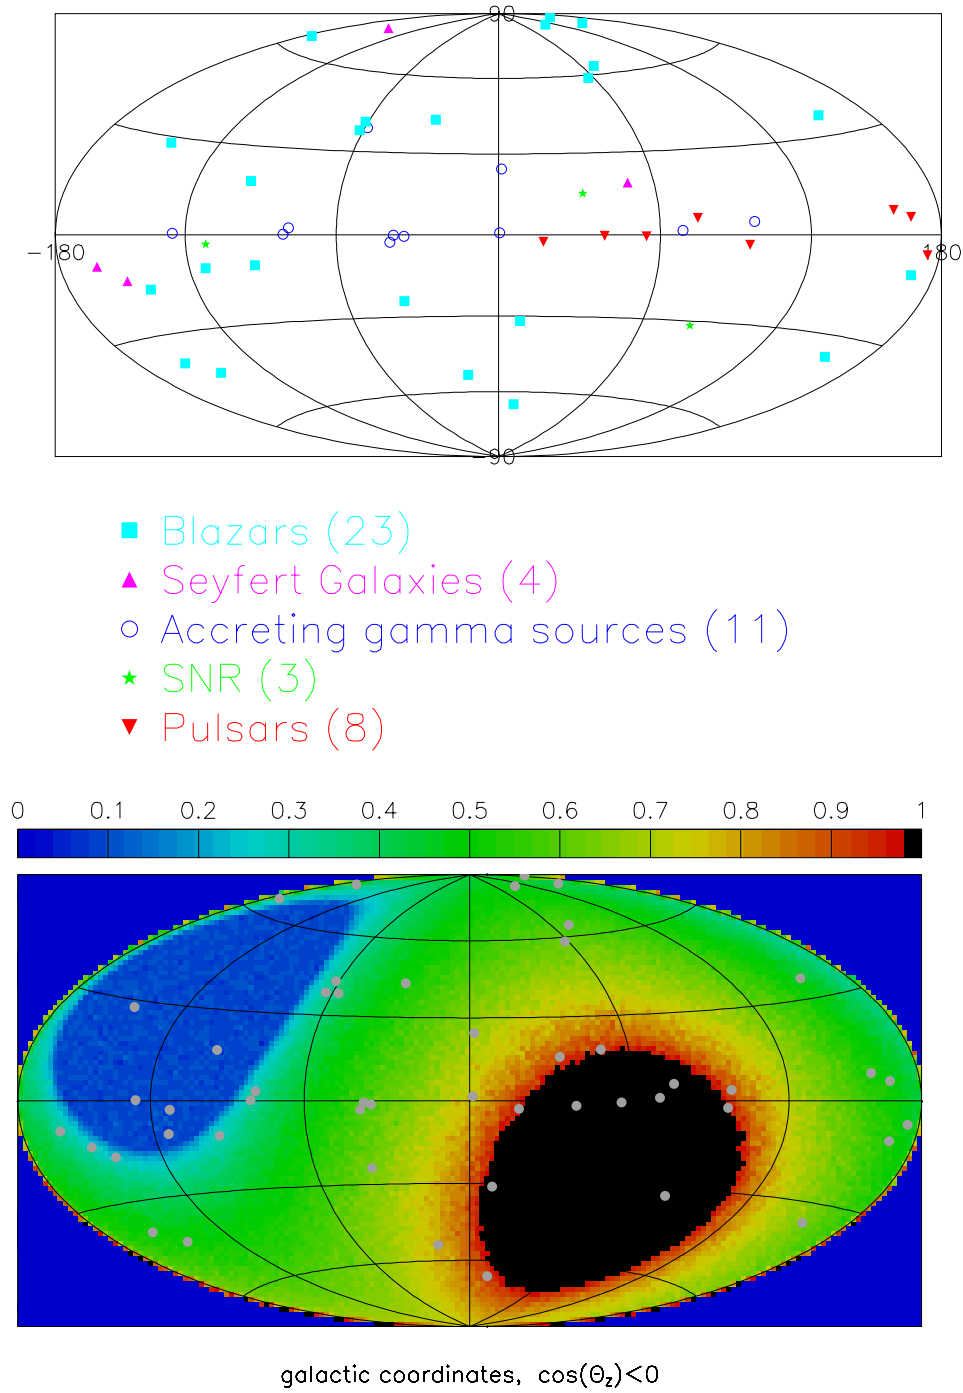 90
-180
180
-90
Blazars (23)
Seyfert Galaxies (4)
Accreting gamma sources (11)
SNR (3)
Pulsars (8)
0 0.1 0.2 0.3 0.4 0.5 0.6 0.7 0.8 0.9 1
galactic coordinates, cos(Θz)<0